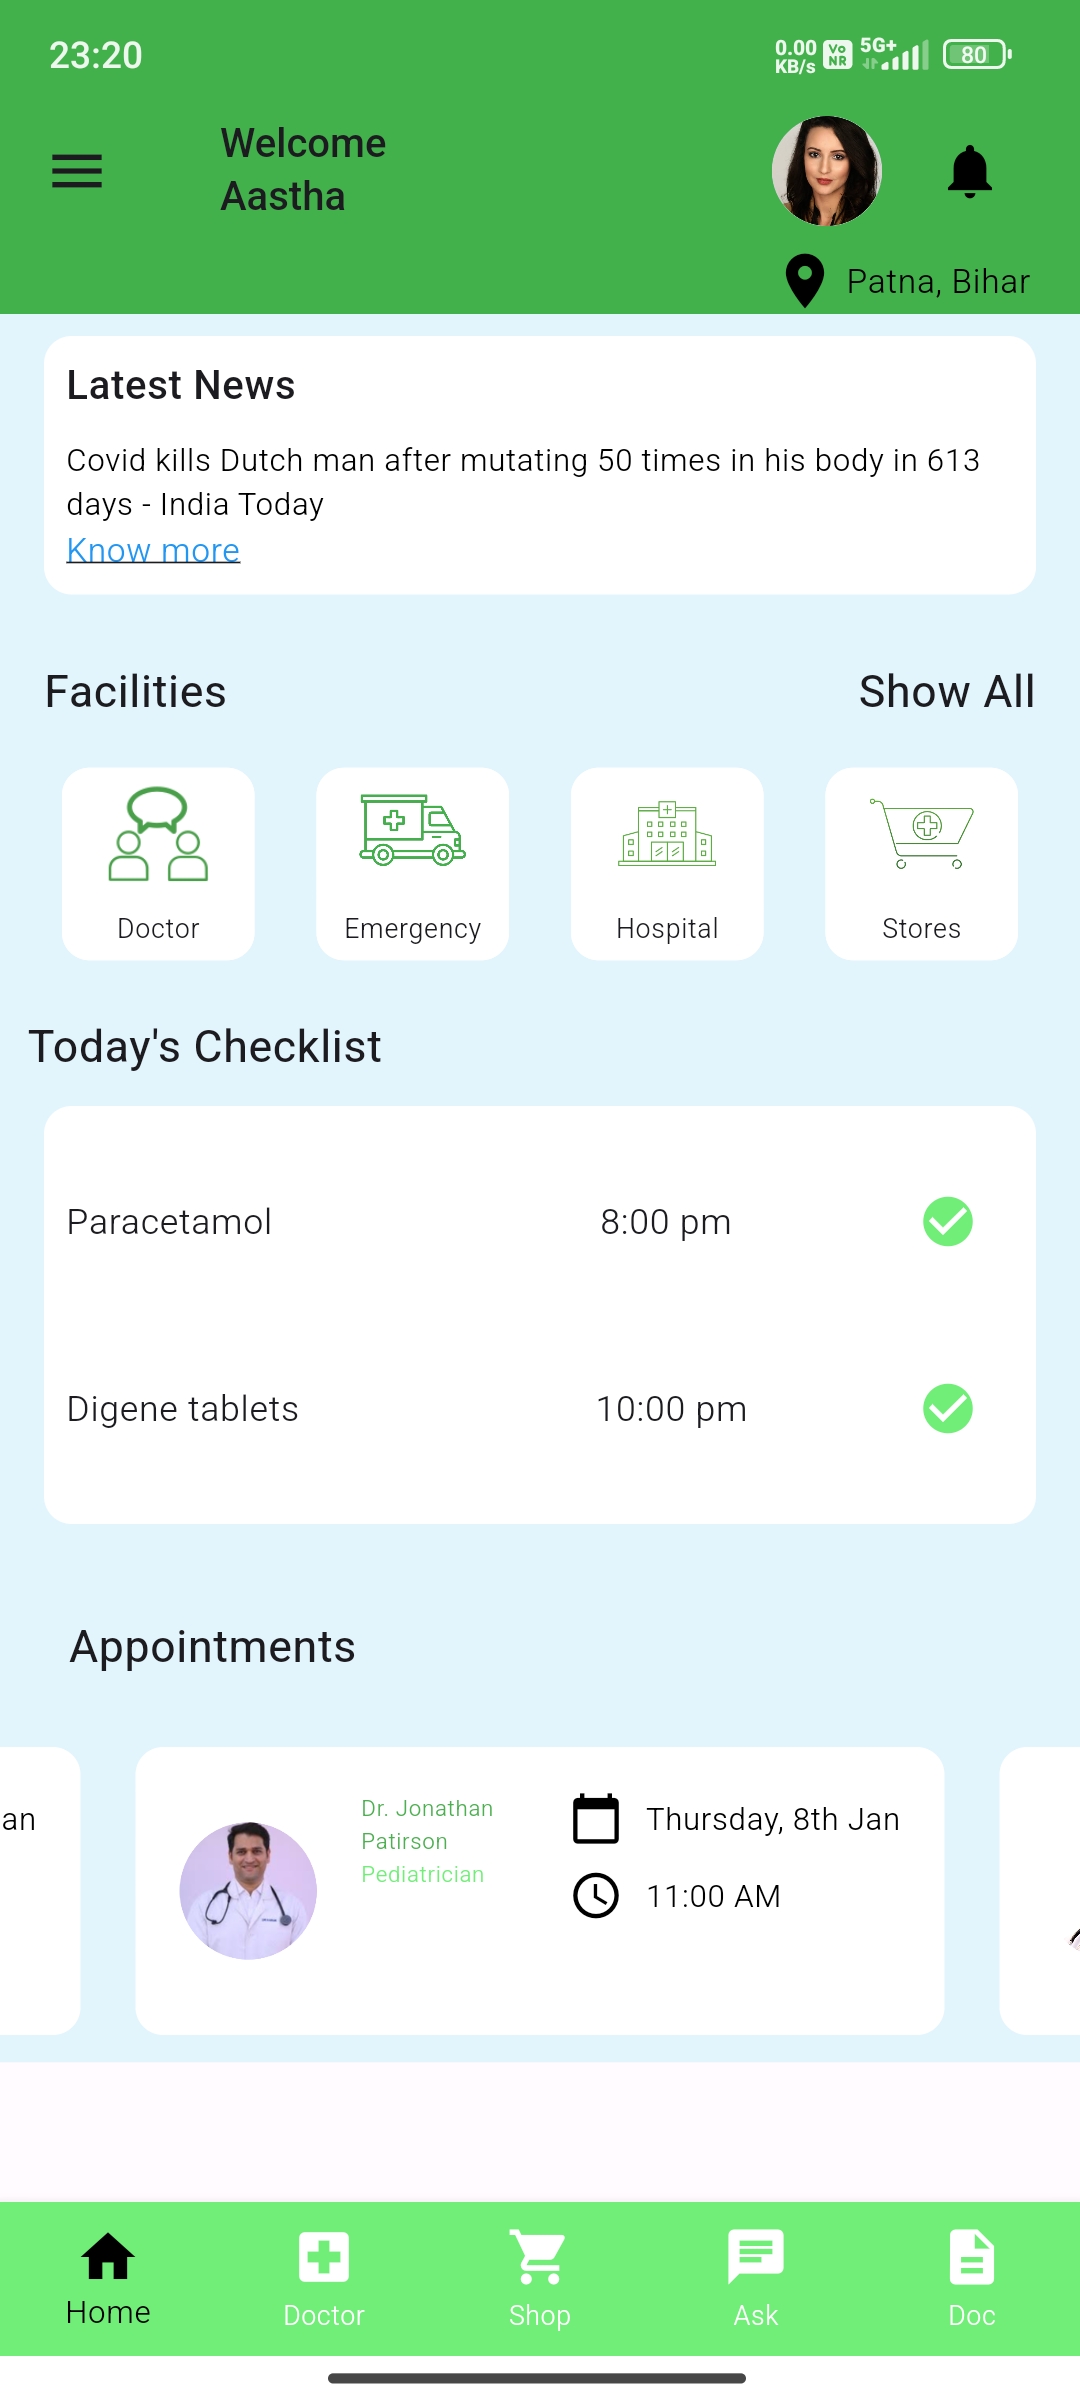 23:20
0.00
KB/s
Vo
NR
5G+
80
Welcome
Aastha
Patna, Bihar
Latest News
Covid kills Dutch man after mutating 50 times in his body in 613
days - India Today
Know more
Facilities
Show All
Doctor
Emergency
Hospital
Stores
Today's Checklist
Paracetamol
8:00 pm
Digene tablets
10:00 pm
Appointments
an
Dr. Jonathan
Patirson
Pediatrician
Thursday, 8th Jan
11:00 AM
Home
Doctor
Shop
Ask
Doc